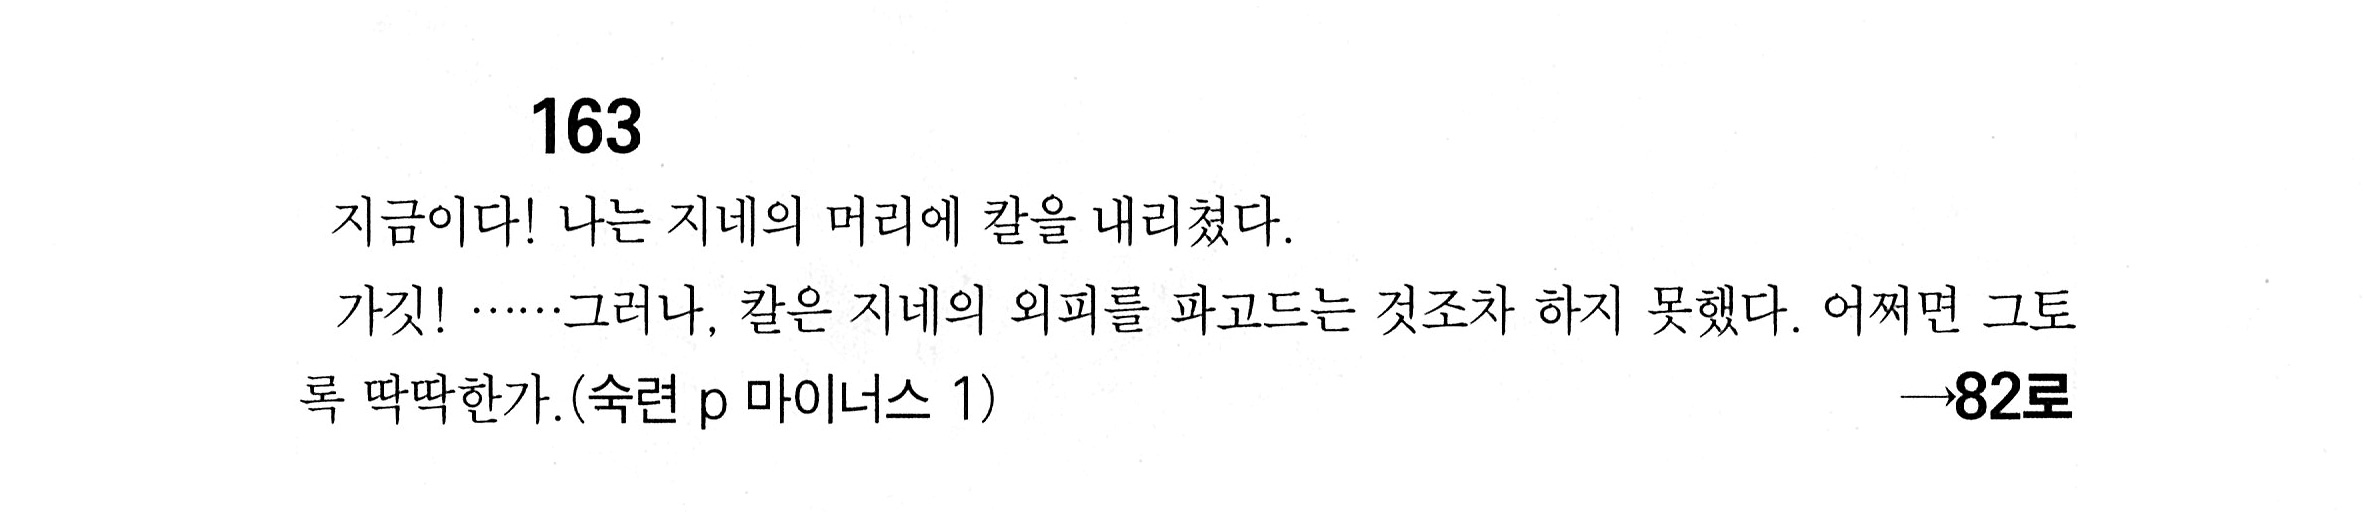 163
지금이다! 나는 지네의 머리에 칼을 내리쳤다.
가깃! ……그러나, 칼은 지네의 외피를 파고드는 것조차 하지 못했다. 어쩌면 그토
록 딱딱한가.(숙련 p 마이너스 1) →82로